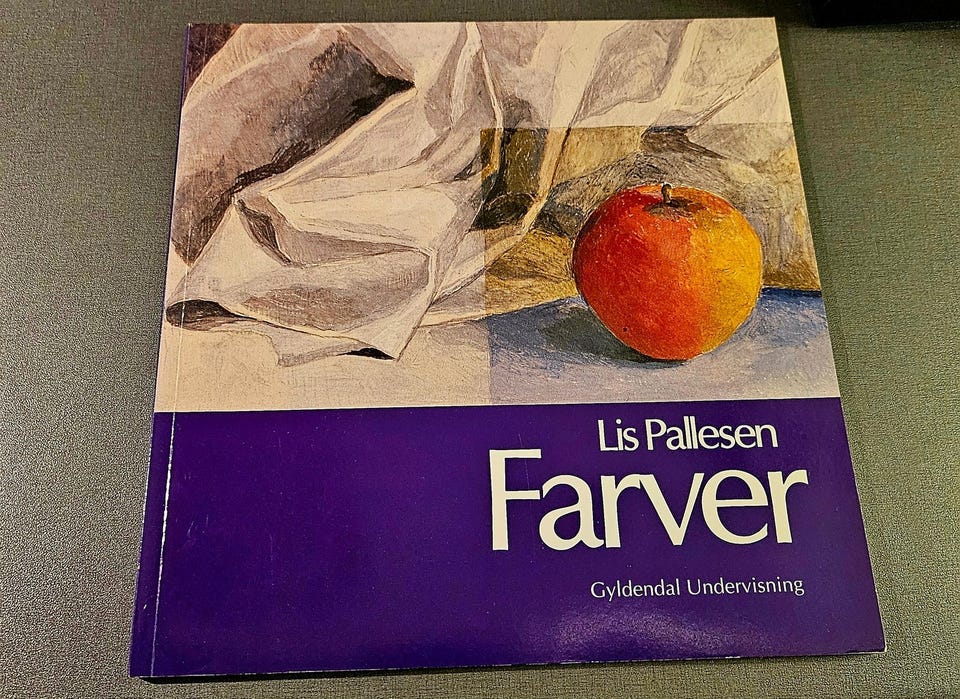 Lis Pallesen
Farver
Gyldendal Undervisning